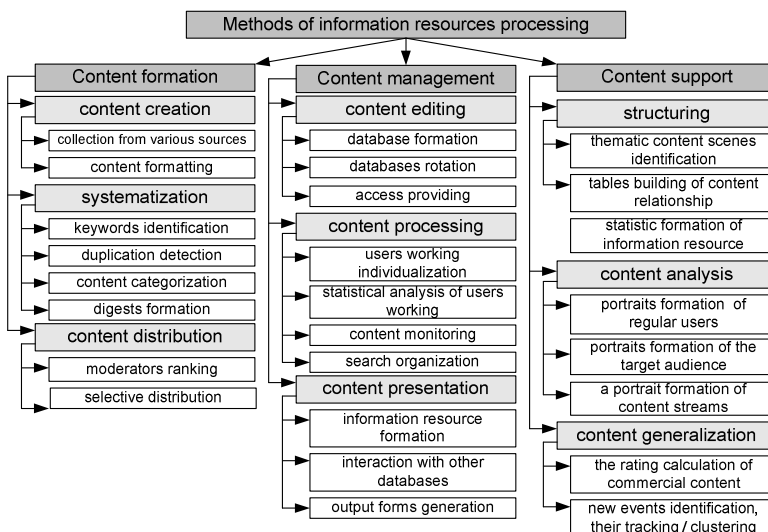 Methods of information resources processing
Content formation
content creation
collection from various sources
content formatting
systematization
keywords identification
duplication detection
content categorization
digests formation
content distribution
moderators ranking
selective distribution
Content management
content editing
database formation
databases rotation
access providing
content processing
users working
individualization
statistical analysis of users
working
content monitoring
search organization
content presentation
information resource
formation
interaction with other
databases
output forms generation
Content support
structuring
thematic content scenes
identification
tables building of content
relationship
statistic formation of
information resource
content analysis
portraits formation of
regular users
portraits formation of the
target audience
a portrait formation of
content streams
content generalization
the rating calculation of
commercial content
new events identification,
their tracking / clustering